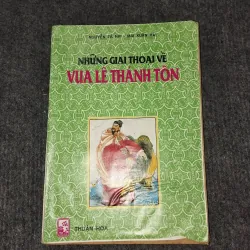 NHỮNG GIAI THOẠI VỀ
VUA LÊ THÁNH TÔN
THUẬN HÓA